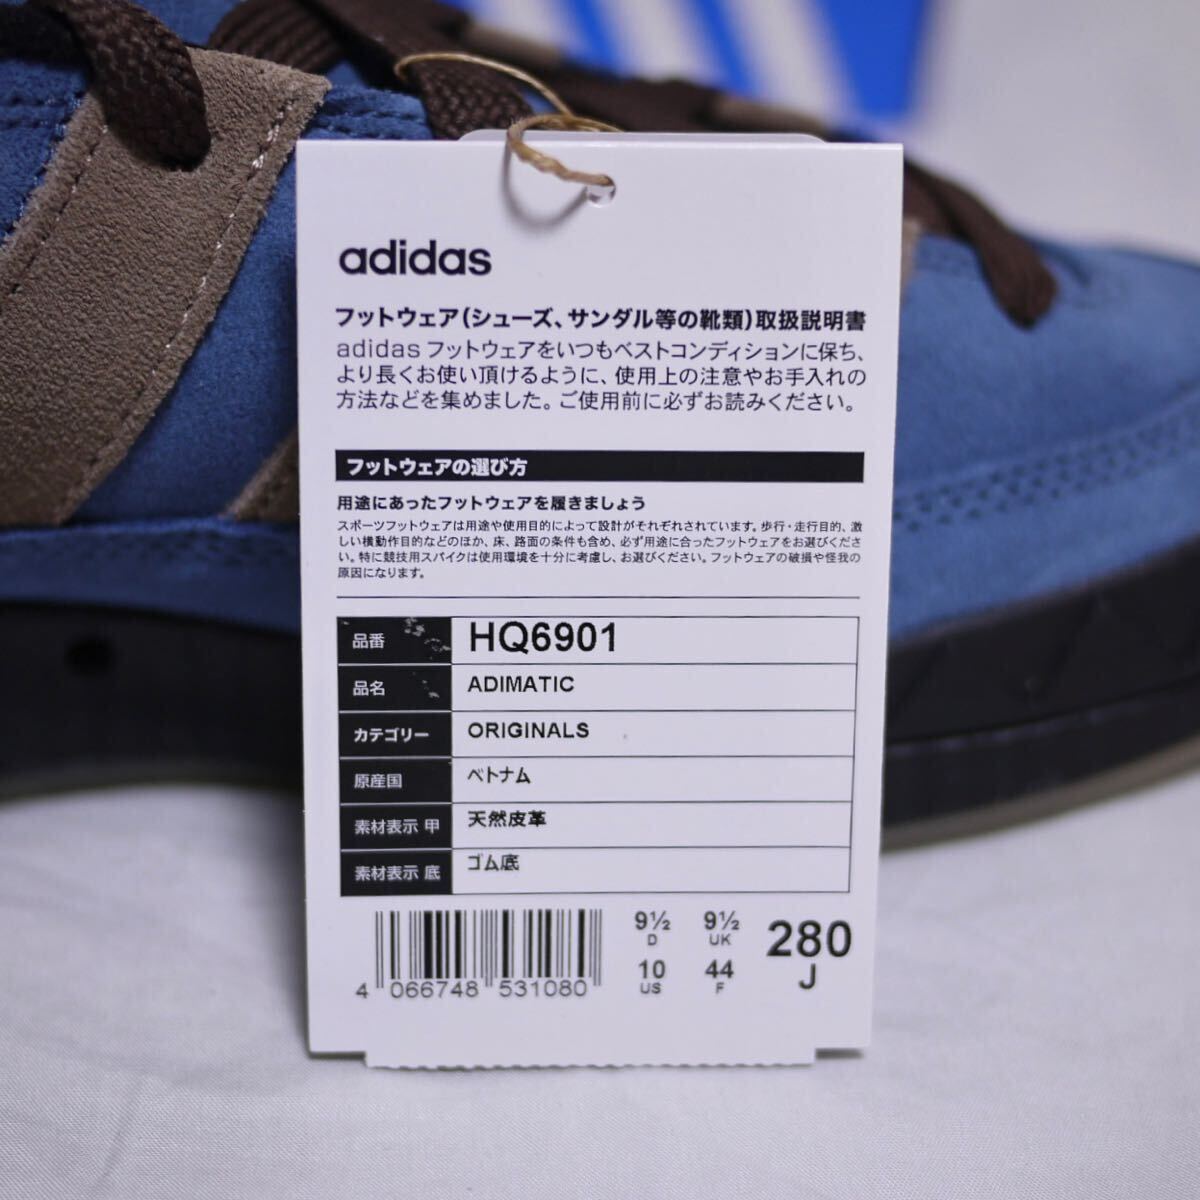 adidas
フットウェア(シューズ、サンダル等の靴類)取扱説明書
adidas フットウェアをいつもベストコンディションに保ち、
より長くお使い頂けるように、使用上の注意やお手入れの
方法などを集めました。ご使用前に必ずお読みください。
フットウェアの選び方
用途にあったフットウェアを履きましょう
スポーツフットウェアは用途や使用目的によって設計がそれぞれされています。歩行・走行目的、激
しい横動作目的などのほか、床、路面の条件も含め、必ず用途に合ったフットウェアをお選びくださ
い。特に競技用スパイクは使用環境を十分に考慮し、お選びください。フットウェアの破損や怪我の
原因になります。
品番 HQ6901
品名 ADIMATIC
カテゴリー ORIGINALS
原産国 ベトナム
素材表示 甲 天然皮革
素材表示 底 ゴム底
9½ 9½ 280
D UK J
10 44
US F
4 066748 531080